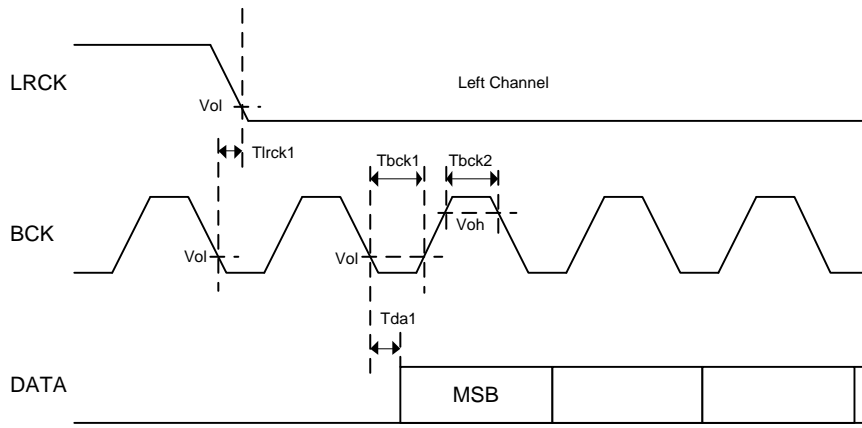 LRCK
Left Channel
Vol
Tlrck1
Tbck1
Tbck2
BCK
Vol
Vol
Voh
Tda1
DATA
MSB